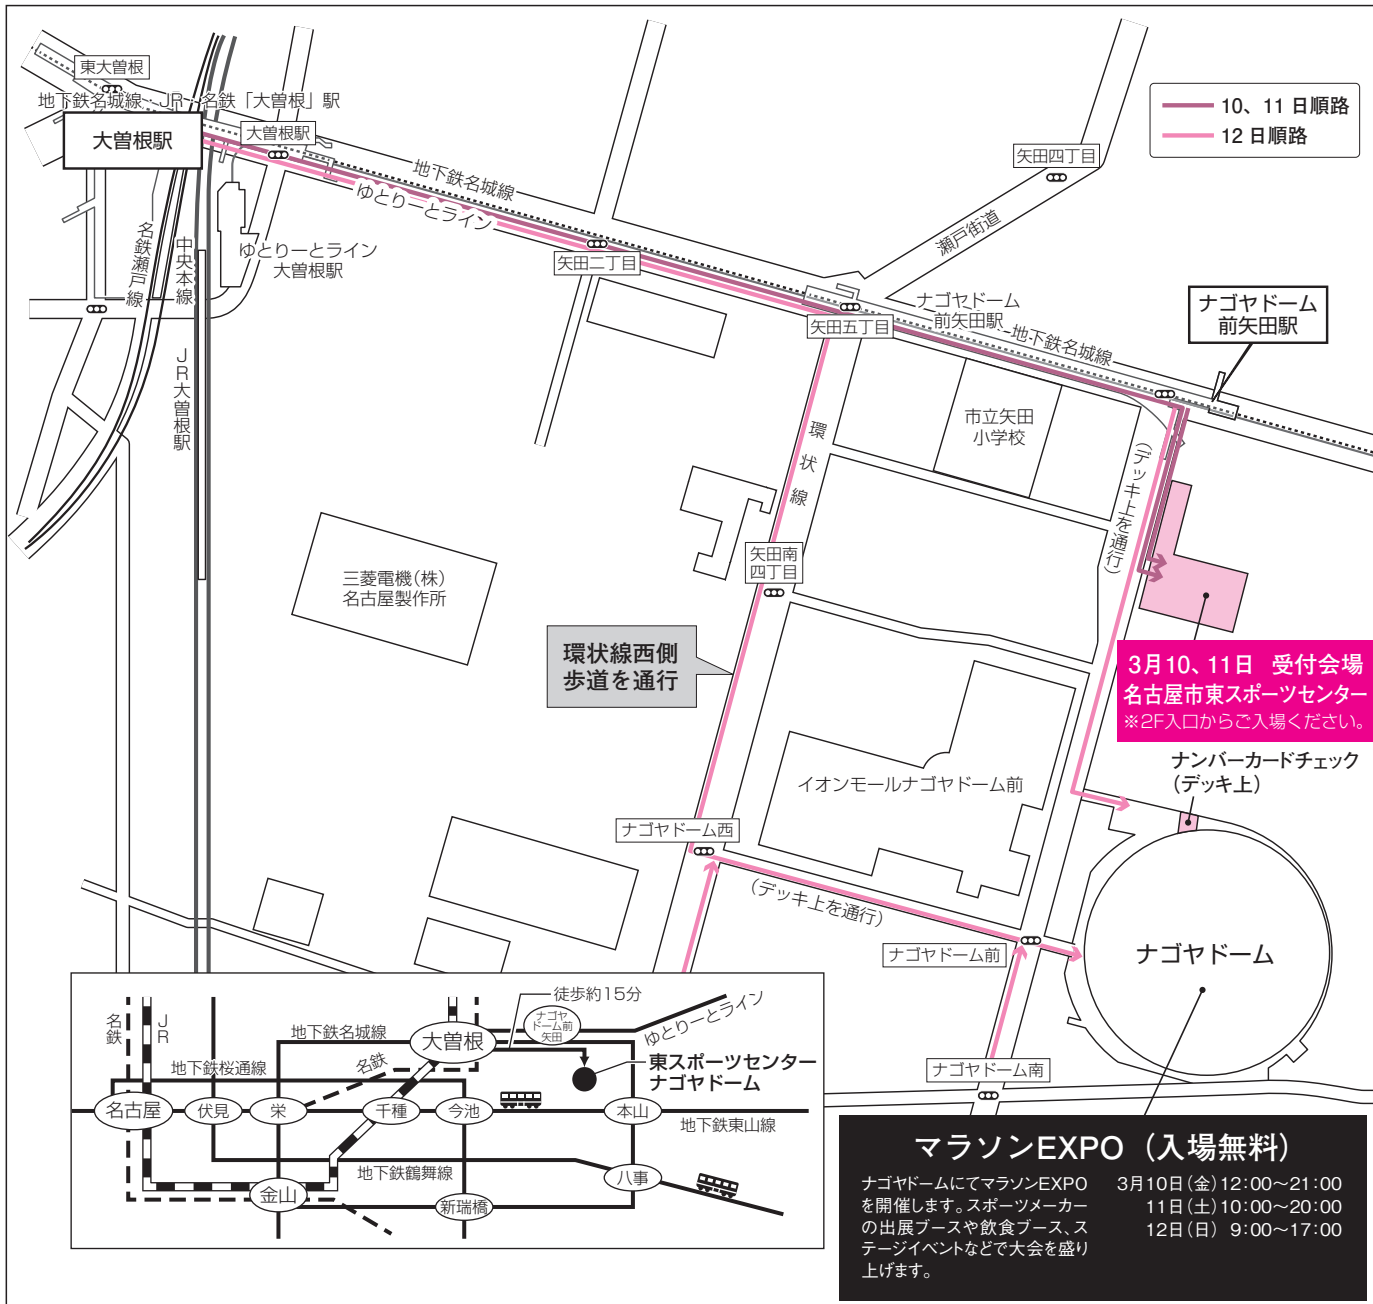 東大曽根
地下鉄名城線・JR・名鉄「大曽根」駅
大曽根駅
大曽根駅
地下鉄名城線
ゆとりーとライン
ゆとりーとライン
大曽根駅
名鉄瀬戸線
中央本線
JR大曽根駅
矢田二丁目
矢田四丁目
瀬戸街道
10、11 日順路
12 日順路
矢田五丁目
ナゴヤドーム
前矢田駅
地下鉄名城線
ナゴヤドーム
前矢田駅
市立矢田
小学校
環状線
(デッキ上を通行)
三菱電機(株)
名古屋製作所
矢田南
四丁目
環状線西側
歩道を通行
3月10、11日 受付会場
名古屋市東スポーツセンター
※2F入口からご入場ください。
ナンバーカードチェック
(デッキ上)
イオンモールナゴヤドーム前
ナゴヤドーム西
(デッキ上を通行)
ナゴヤドーム前
ナゴヤドーム
ナゴヤドーム南
名鉄
JR
地下鉄名城線
大曽根
徒歩約15分
ナゴヤ
ドーム前
矢田
ゆとりーとライン
地下鉄桜通線
名鉄
東スポーツセンター
ナゴヤドーム
名古屋
伏見
栄
千種
今池
本山
地下鉄東山線
地下鉄鶴舞線
八事
金山
新瑞橋
マラソンEXPO(入場無料)
ナゴヤドームにてマラソンEXPO
を開催します。スポーツメーカー
の出展ブースや飲食ブース、ス
テージイベントなどで大会を盛り
上げます。
3月10日(金)12:00〜21:00
11日(土)10:00〜20:00
12日(日) 9:00〜17:00